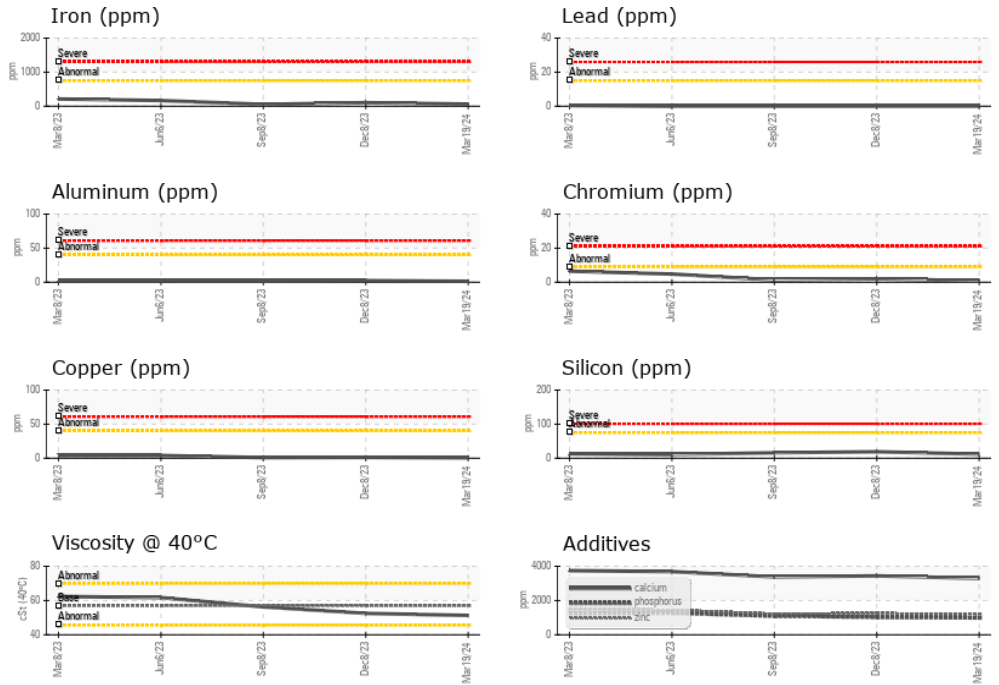 Iron (ppm)
2000
1000
0
ppm
Severe
Abnormal
Mar8/23
Jun6/23
Sep8/23
Dec8/23
Mar19/24
Lead (ppm)
40
20
0
ppm
Severe
Abnormal
Mar8/23
Jun6/23
Sep8/23
Dec8/23
Mar19/24
Aluminum (ppm)
100
50
0
ppm
Severe
Abnormal
Mar8/23
Jun6/23
Sep8/23
Dec8/23
Mar19/24
Chromium (ppm)
40
20
0
ppm
Severe
Abnormal
Mar8/23
Jun6/23
Sep8/23
Dec8/23
Mar19/24
Copper (ppm)
100
50
0
ppm
Severe
Abnormal
Mar8/23
Jun6/23
Sep8/23
Dec8/23
Mar19/24
Silicon (ppm)
200
100
0
ppm
Severe
Abnormal
Mar8/23
Jun6/23
Sep8/23
Dec8/23
Mar19/24
Viscosity @ 40°C
80
60
40
cSt (40°C)
Abnormal
Base
Abnormal
Mar8/23
Jun6/23
Sep8/23
Dec8/23
Mar19/24
Additives
4000
2000
0
ppm
calcium
phosphorus
zinc
Mar8/23
Jun6/23
Sep8/23
Dec8/23
Mar19/24